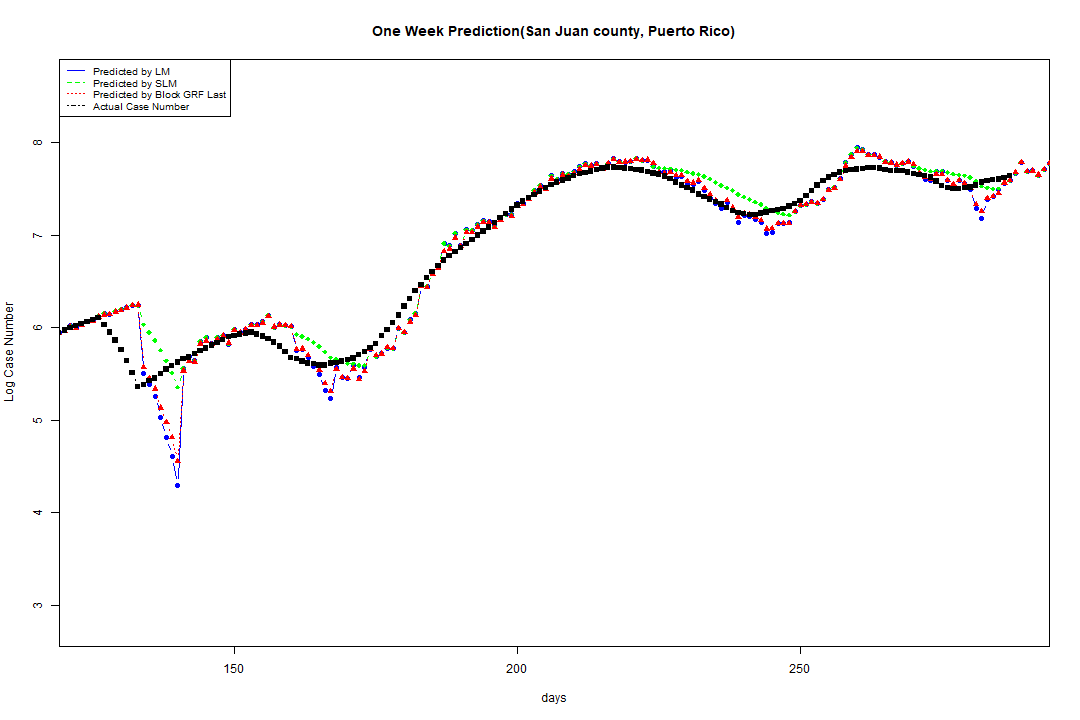 One Week Prediction(San Juan county, Puerto Rico)
Predicted by LM
Predicted by SLM
Predicted by Block GRF Last
Actual Case Number
Log Case Number
8
7
6
5
4
3
150
200
250
days